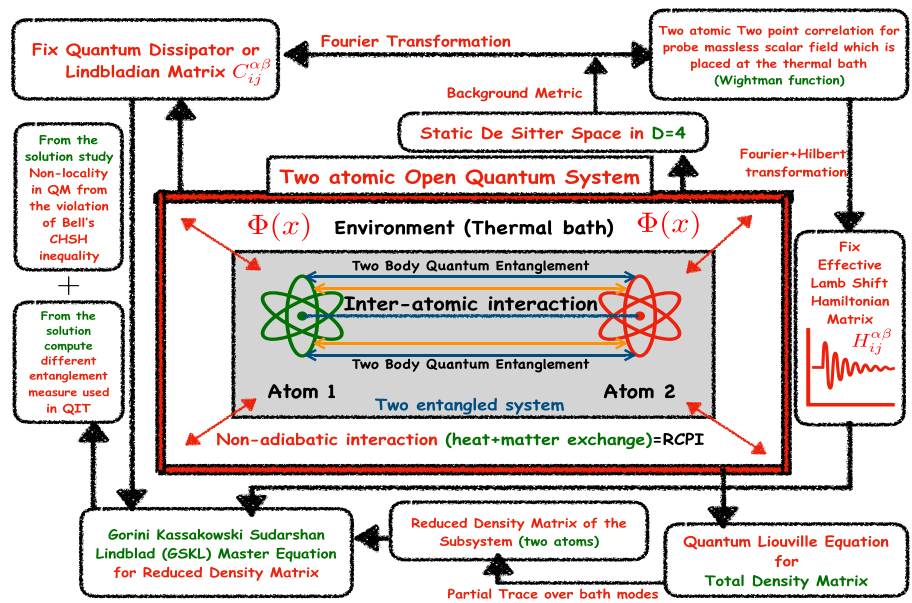 Fix Quantum Dissipator or
Lindbladian Matrix $C_{ij}^{\alpha\beta}$
Fourier Transformation
Two atomic Two point correlation for
probe massless scalar field which is
placed at the thermal bath
(Wightman function)
Background Metric
Static De Sitter Space in D=4
From the
solution study
Non-locality
in QM from
the violation
of Bell's
CHSH
inequality
+
From the
solution
compute
different
entanglement
measure used
in QIT
Two atomic Open Quantum System
Fourier+Hilbert
transformation
Φ(x)
Environment (Thermal bath)
Φ(x)
Two Body Quantum Entanglement
Inter-atomic interaction
Two Body Quantum Entanglement
Atom 1
Atom 2
Two entangled system
Non-adiabatic interaction (heat+matter exchange)=RCPI
Fix
Effective
Lamb Shift
Hamiltonian
Matrix
$H_{ij}^{\alpha\beta}$
Gorini Kassakowski Sudarshan
Lindblad (GSKL) Master Equation
for Reduced Density Matrix
Reduced Density Matrix of the
Subsystem (two atoms)
Partial Trace over bath modes
Quantum Liouville Equation
for
Total Density Matrix